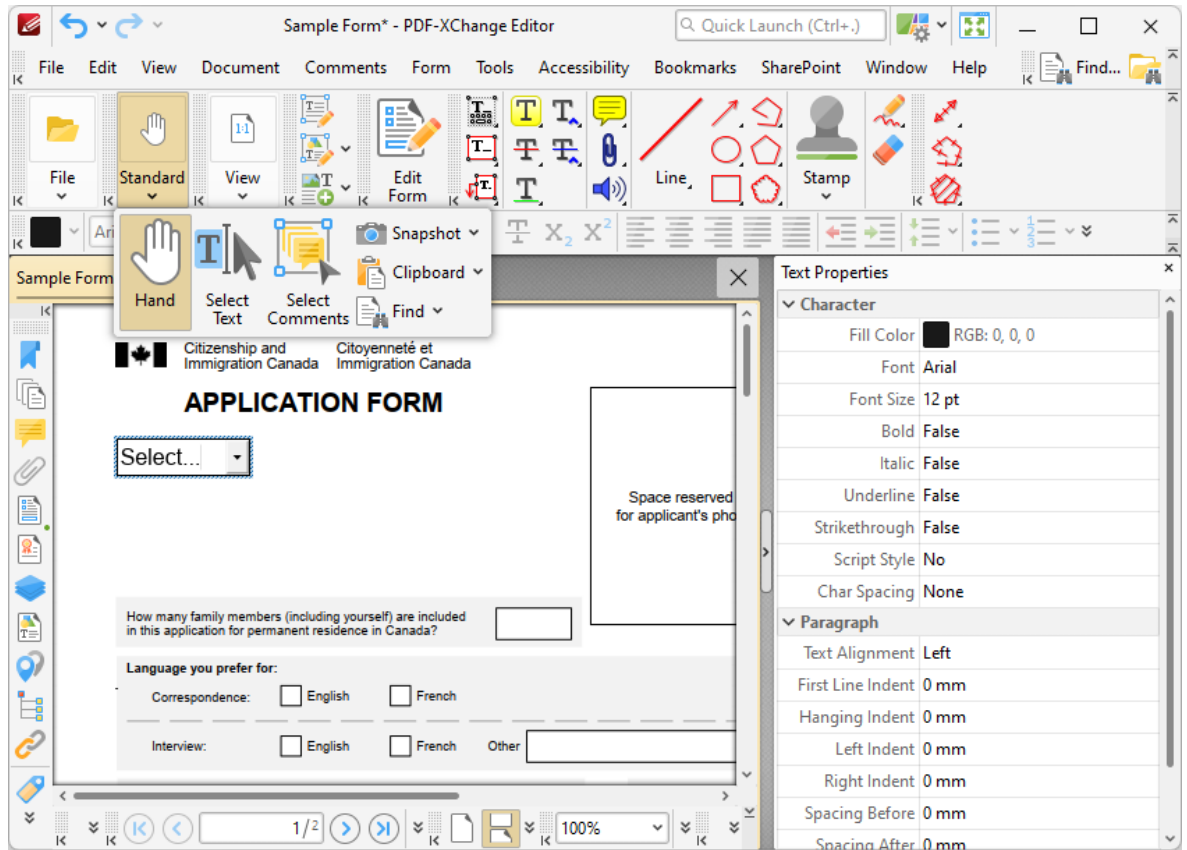 Sample Form* - PDF-XChange Editor
Quick Launch (Ctrl+.)
File Edit View Document Comments Form Tools Accessibility Bookmarks SharePoint Window Help
Find...
File
Standard
1:1
View
Edit
Form
Line
Stamp
Hand
Select
Text
Select
Comments
Snapshot
Clipboard
Find
Sample Form
Citizenship and
Immigration Canada
Citoyenneté et
Immigration Canada
APPLICATION FORM
Select...
Space reserved
for applicant's pho
How many family members (including yourself) are included
in this application for permanent residence in Canada?
Language you prefer for:
Correspondence: English French
Interview: English French Other
1/2
100%
Text Properties
Character
Fill Color RGB: 0, 0, 0
Font Arial
Font Size 12 pt
Bold False
Italic False
Underline False
Strikethrough False
Script Style No
Char Spacing None
Paragraph
Text Alignment Left
First Line Indent 0 mm
Hanging Indent 0 mm
Left Indent 0 mm
Right Indent 0 mm
Spacing Before 0 mm
Spacing After 0 mm